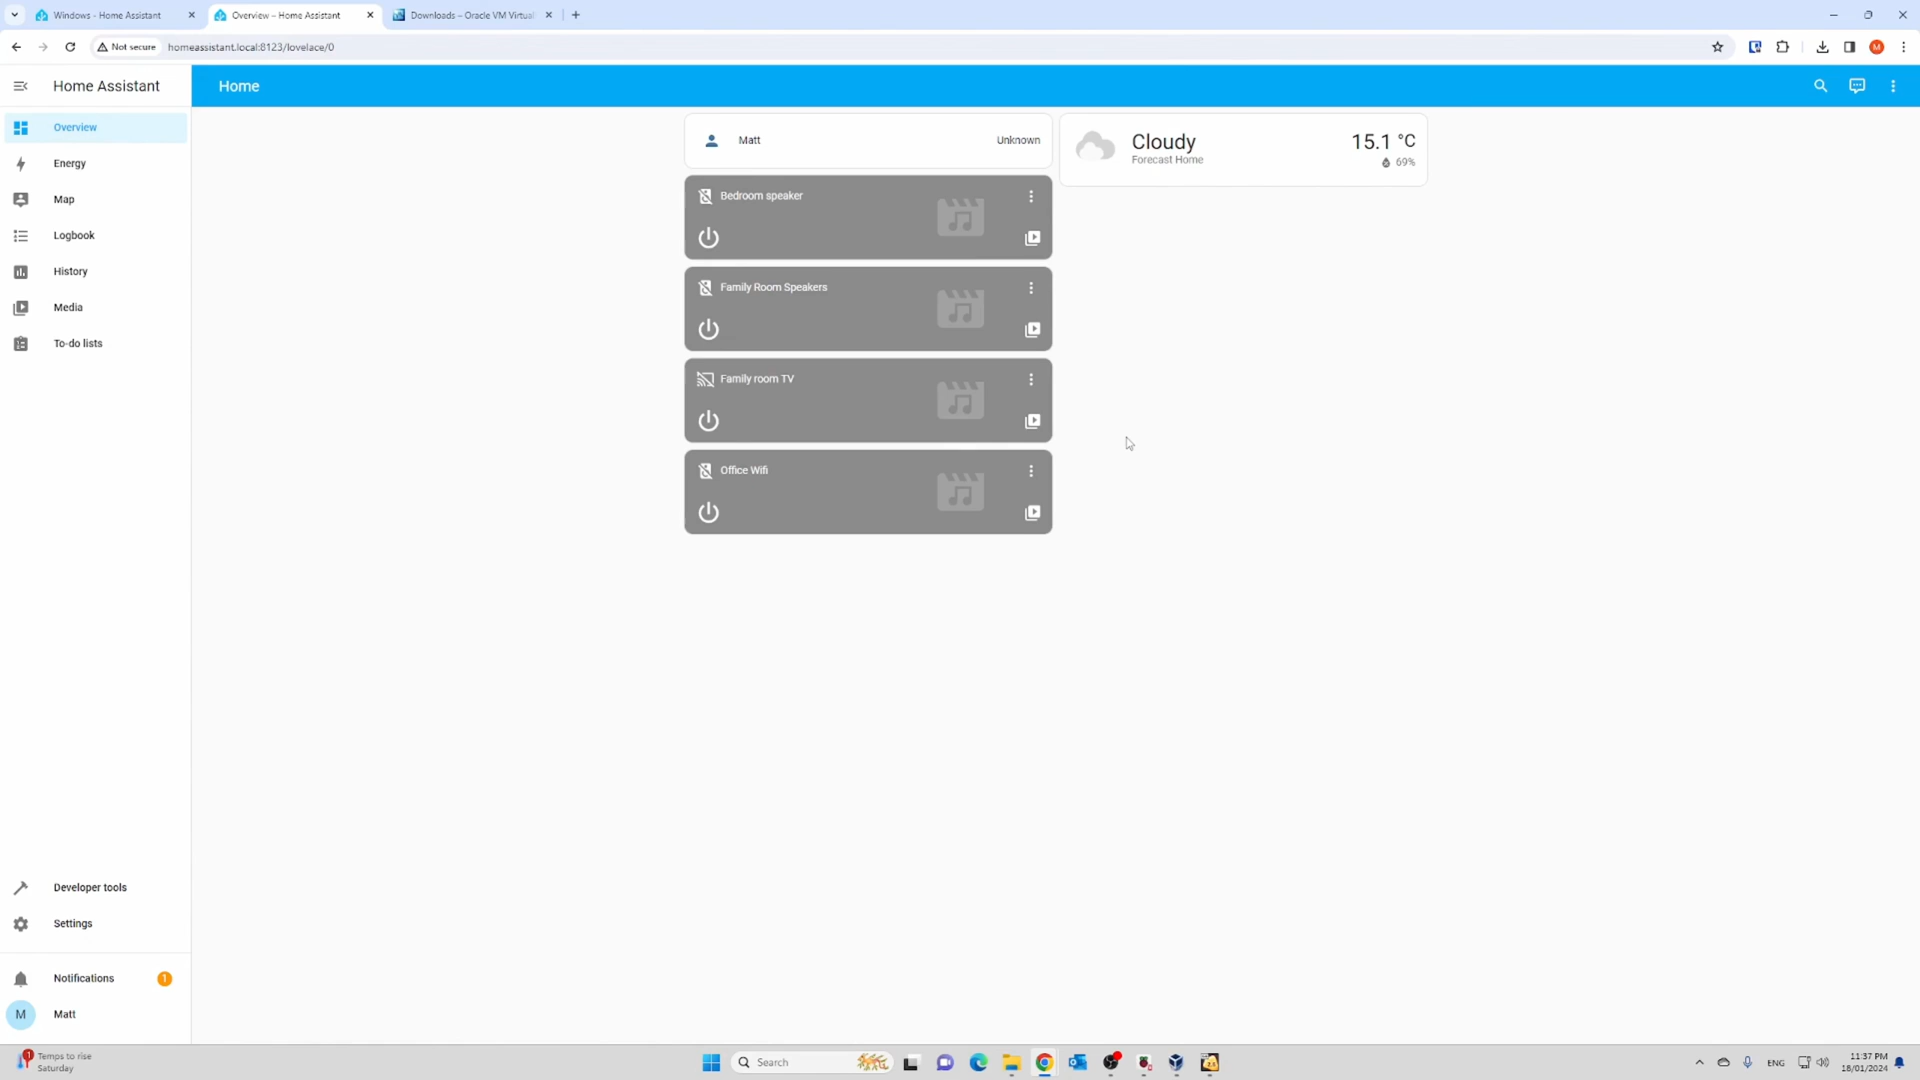 Windows - Home Assistant
Overview – Home Assistant
Downloads – Oracle VM Virtual
Not secure
homeassistant.local:8123/lovelace/0
M
Home Assistant
Home
Overview
Energy
Map
Logbook
History
Media
To-do lists
Matt
Unknown
Bedroom speaker
Family Room Speakers
Family room TV
Office Wifi
Cloudy
Forecast Home
15.1 °C
69%
Developer tools
Settings
Notifications
1
M
Matt
1
Temps to rise
Saturday
Search
ENG
11:37 PM
18/01/2024